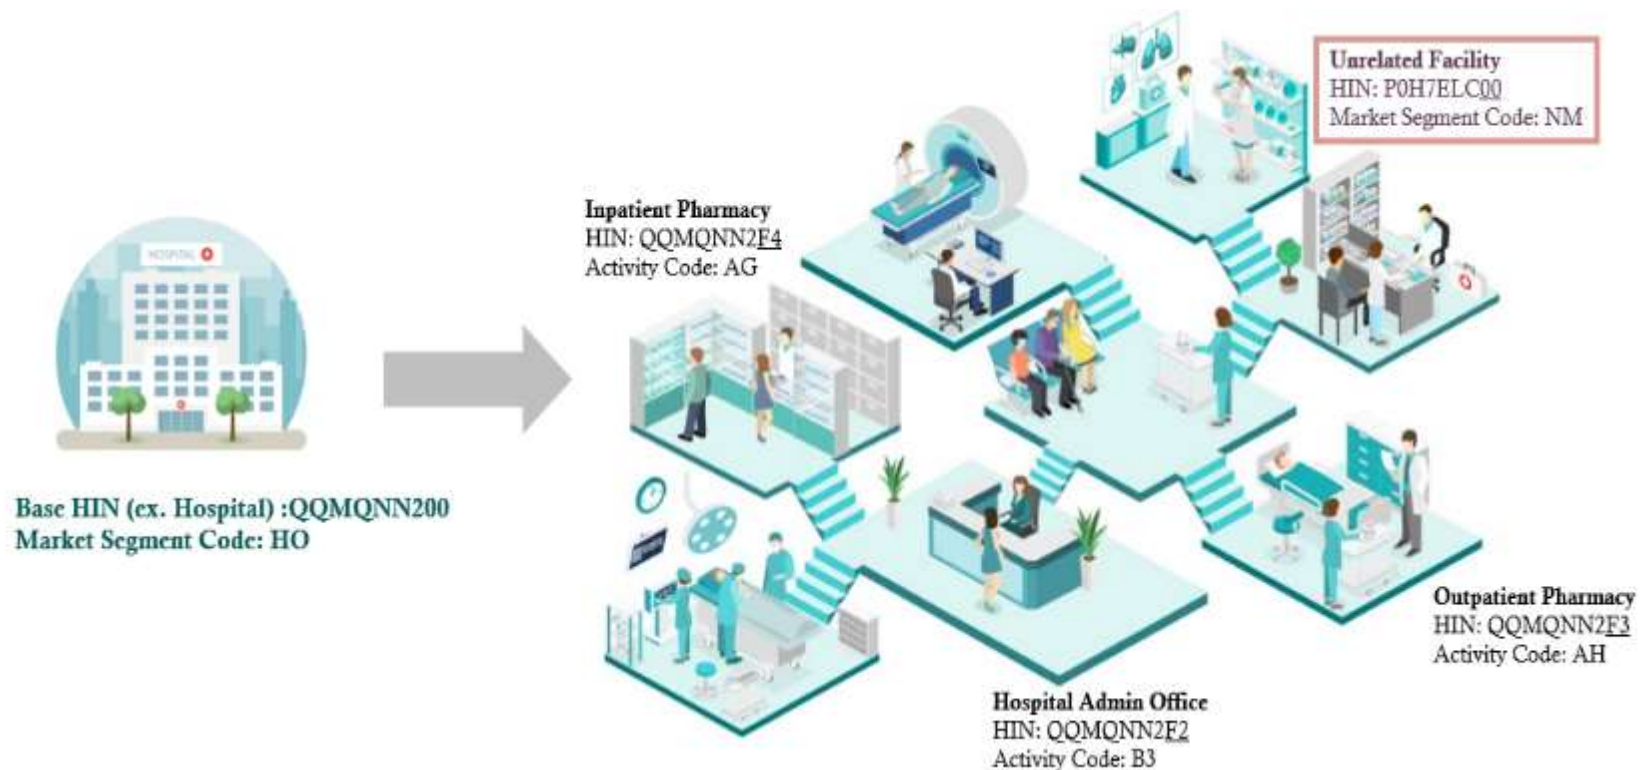 HOSPITAL
Base HIN (ex. Hospital) :QQMQNN200
Market Segment Code: HO
Inpatient Pharmacy
HIN: QQMQNN2F4
Activity Code: AG
Unrelated Facility
HIN: P0H7ELC00
Market Segment Code: NM
Outpatient Pharmacy
HIN: QQMQNN2F3
Activity Code: AH
Hospital Admin Office
HIN: QQMQNN2F2
Activity Code: B3